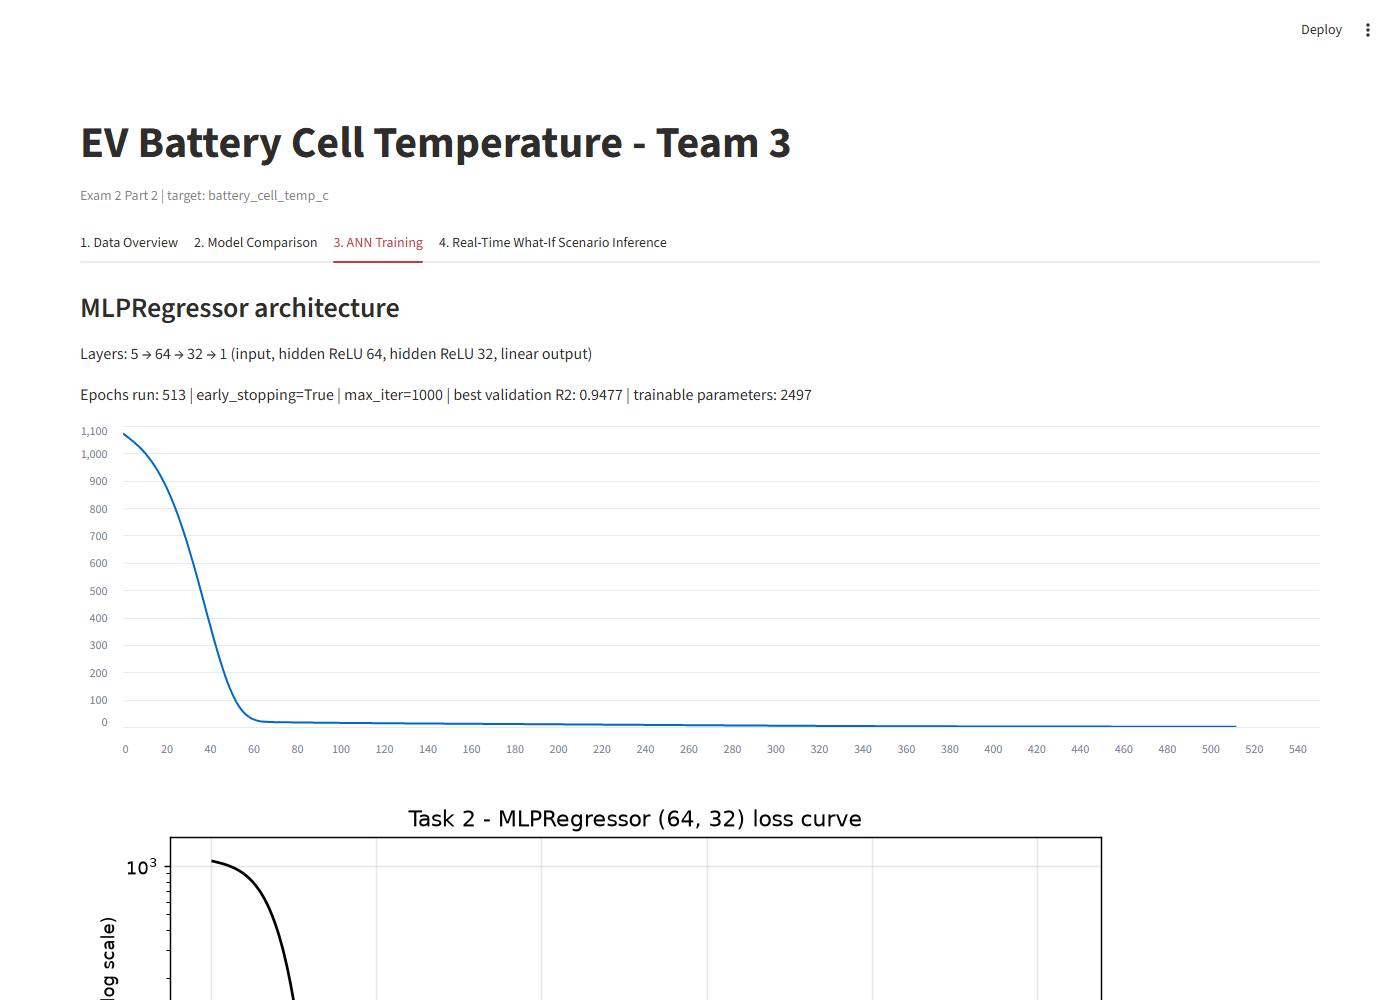 Deploy
EV Battery Cell Temperature - Team 3
Exam 2 Part 2 | target: battery_cell_temp_c
1. Data Overview 2. Model Comparison 3. ANN Training 4. Real-Time What-If Scenario Inference
MLPRegressor architecture
Layers: 5 → 64 → 32 → 1 (input, hidden ReLU 64, hidden ReLU 32, linear output)
Epochs run: 513 | early_stopping=True | max_iter=1000 | best validation R2: 0.9477 | trainable parameters: 2497
1,100
1,000
900
800
700
600
500
400
300
200
100
0
0 20 40 60 80 100 120 140 160 180 200 220 240 260 280 300 320 340 360 380 400 420 440 460 480 500 520 540
Task 2 - MLPRegressor (64, 32) loss curve
10³
log scale)